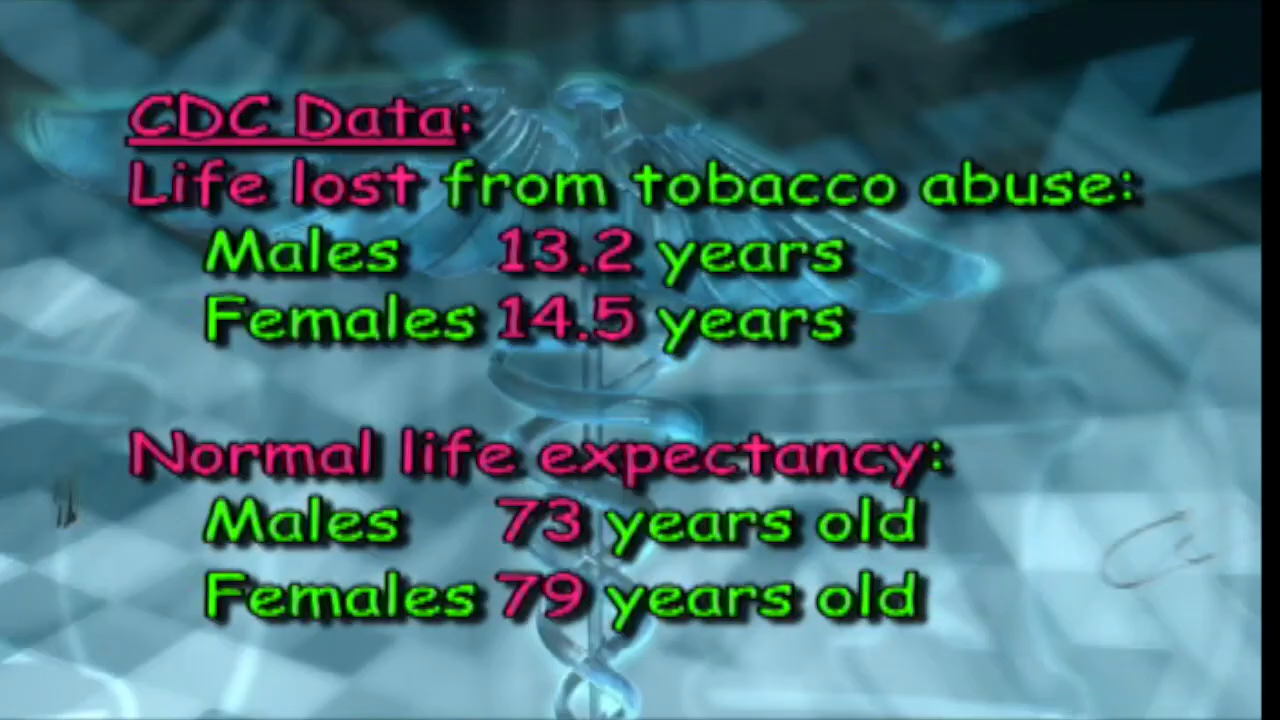 CDC Data:
Life lost from tobacco abuse:
Males 13.2 years
Females 14.5 years
Normal life expectancy:
Males 73 years old
Females 79 years old